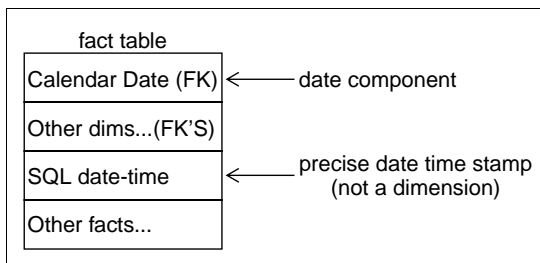 fact table
Calendar Date (FK)
date component
Other dims...(FK'S)
SQL date-time
precise date time stamp
(not a dimension)
Other facts...